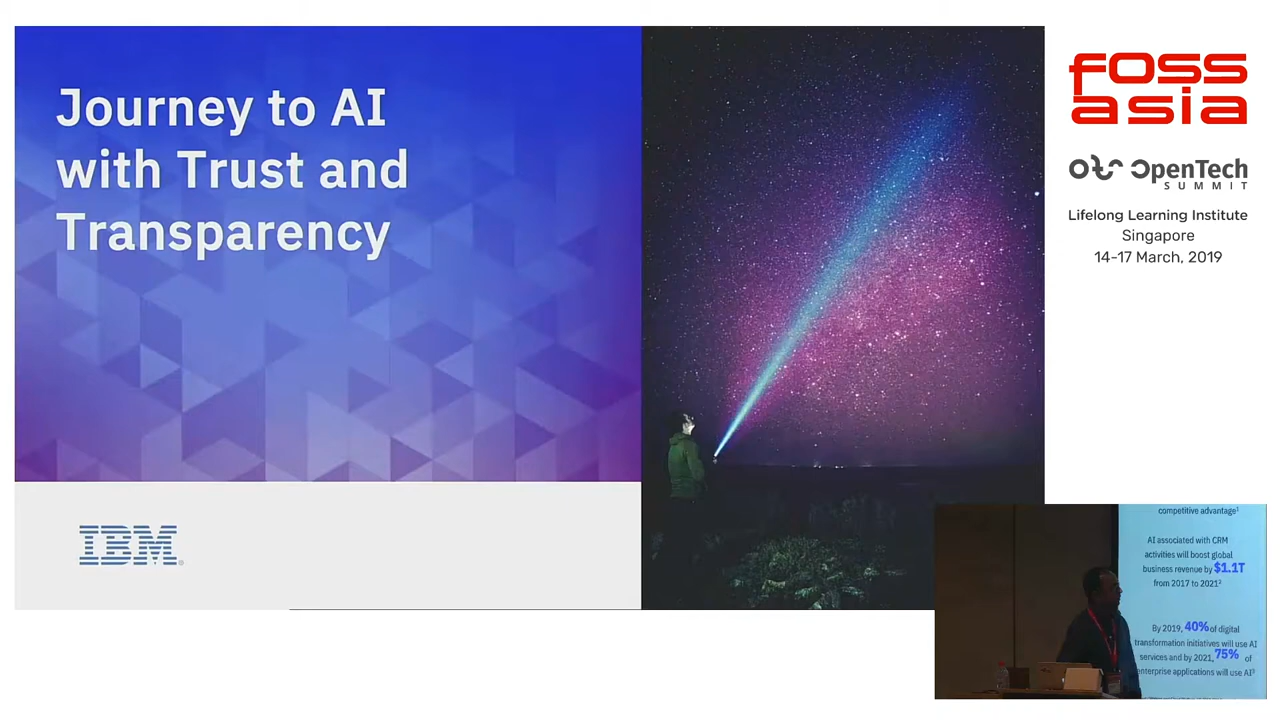 Journey to AI
with Trust and
Transparency
IBM
FOSS
asia
OpenTech
SUMMIT
Lifelong Learning Institute
Singapore
14-17 March, 2019
competitive advantage¹
AI associated with CRM
activities will boost global
business revenue by $1.1T
from 2017 to 2021²
By 2019, 40% of digital
transformation initiatives will use AI
services and by 2021, 75% of
enterprise applications will use AI³